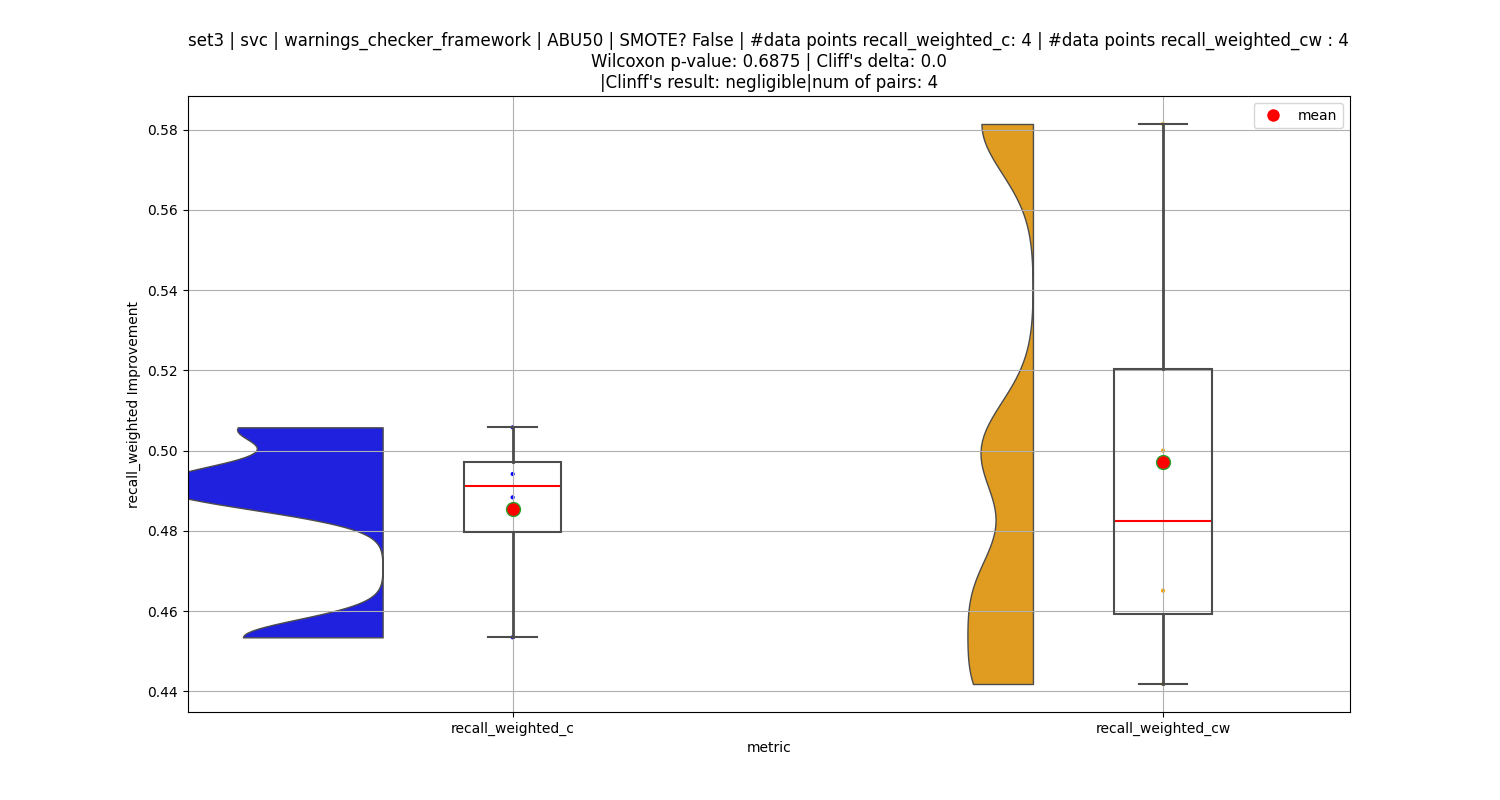 set3 | svc | warnings_checker_framework | ABU50 | SMOTE? False | #data points recall_weighted_c: 4 | #data points recall_weighted_cw : 4
Wilcoxon p-value: 0.6875 | Cliff's delta: 0.0
|Clinff's result: negligible|num of pairs: 4
mean
0.58
0.56
0.54
0.52
0.50
0.48
0.46
0.44
recall_weighted Improvement
recall_weighted_c
recall_weighted_cw
metric